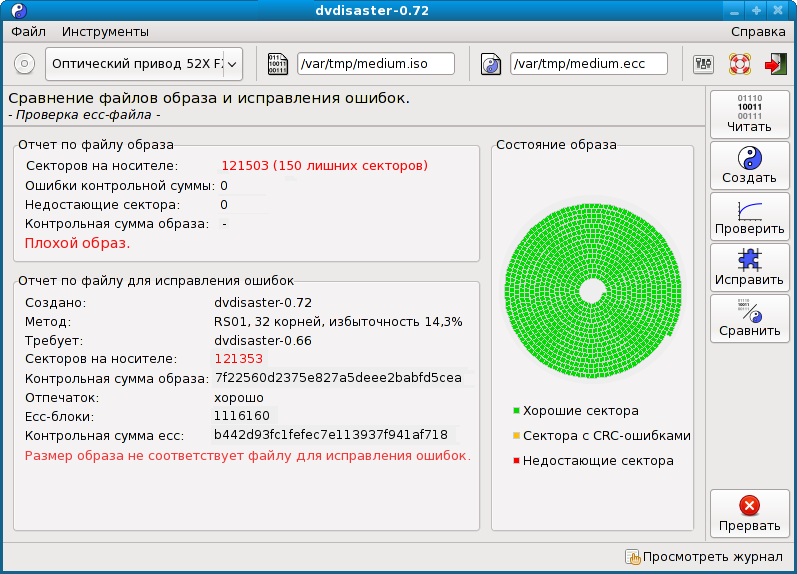 dvdisaster-0.72
Файл Инструменты Справка
Оптический привод 52X F /var/tmp/medium.iso /var/tmp/medium.ecc
Сравнение файлов образа и исправления ошибок.
- Проверка ecc-файла -
Отчет по файлу образа
Секторов на носителе: 121503 (150 лишних секторов)
Ошибки контрольной суммы: 0
Недостающие сектора: 0
Контрольная сумма образа: -
Плохой образ.
Отчет по файлу для исправления ошибок
Создано: dvdisaster-0.72
Метод: RS01, 32 корней, избыточность 14,3%
Требует: dvdisaster-0.66
Секторов на носителе: 121353
Контрольная сумма образа: 7f22560d2375e827a5deee2babfd5cea
Отпечаток: хорошо
Ecc-блоки: 1116160
Контрольная сумма ecc: b442d93fc1fefec7e113937f941af718
Размер образа не соответствует файлу для исправления ошибок.
Состояние образа
Хорошие сектора
Сектора с CRC-ошибками
Недостающие сектора
01110
10011
00111
Читать
Создать
Проверить
Исправить
Сравнить
Прервать
Просмотреть журнал